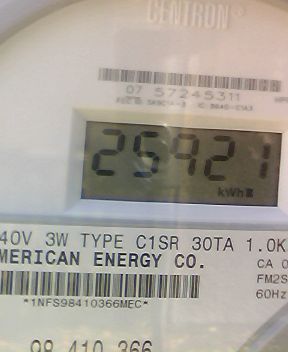 CENTRON®
07 57245311
25921
kWh
40V 3W TYPE C1SR 30TA 1.0K
MERICAN ENERGY CO.
CA 0
FM2S
60Hz
*1NFS98410366MEC*
98 410 366